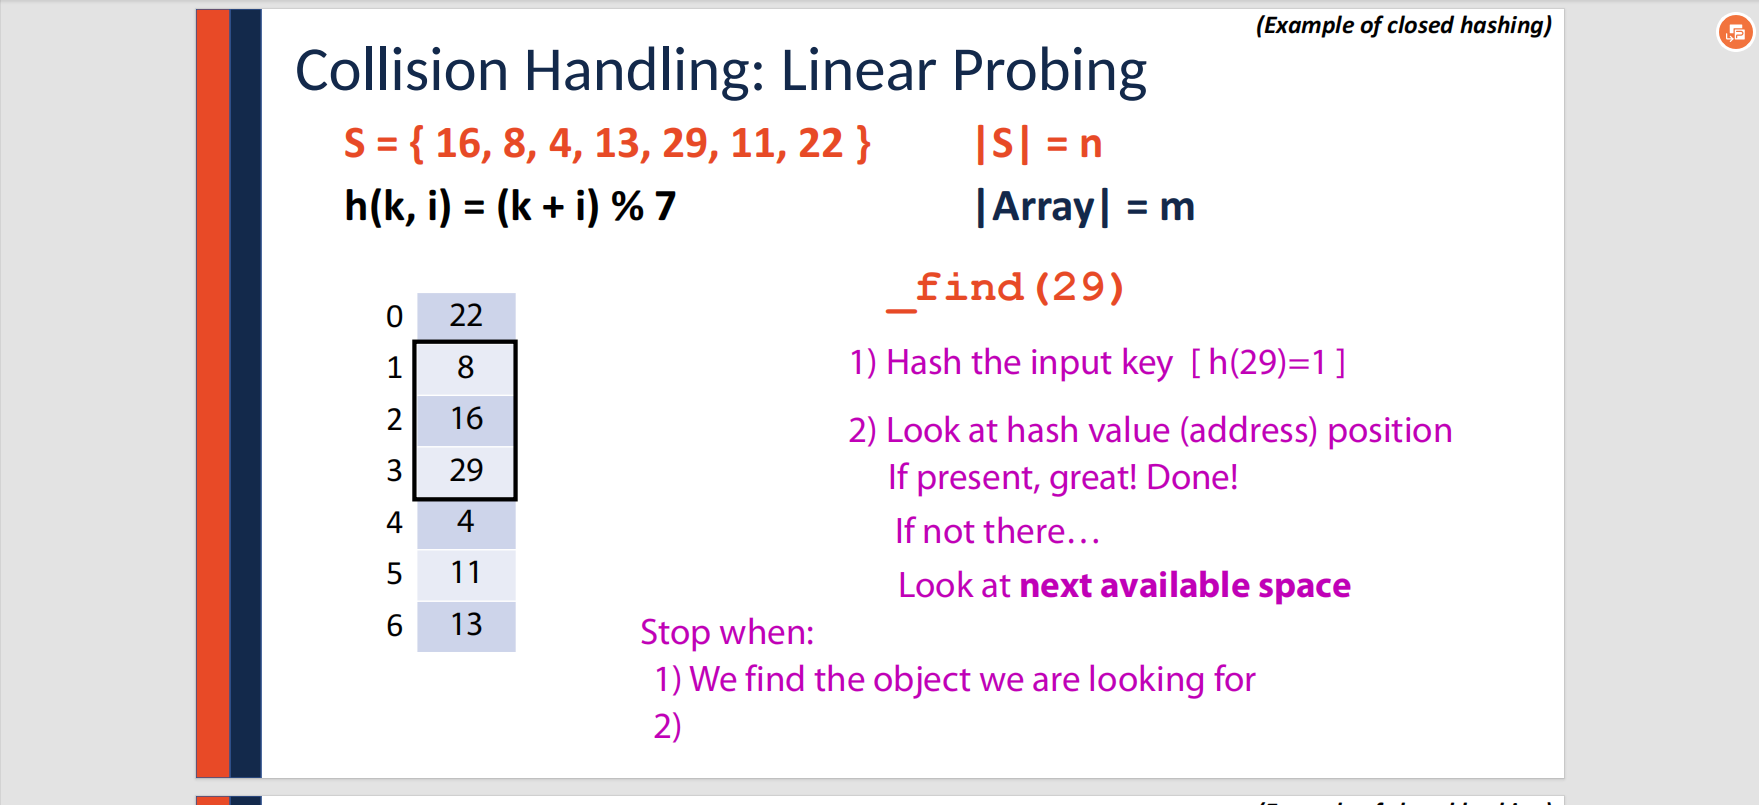 (Example of closed hashing)
Collision Handling: Linear Probing
S = { 16, 8, 4, 13, 29, 11, 22 } |S| = n
h(k, i) = (k + i) % 7 |Array| = m
_find(29)
0 22
1 8
2 16
3 29
4 4
5 11
6 13
1) Hash the input key [ h(29)=1 ]
2) Look at hash value (address) position
If present, great! Done!
If not there…
Look at next available space
Stop when:
1) We find the object we are looking for
2)